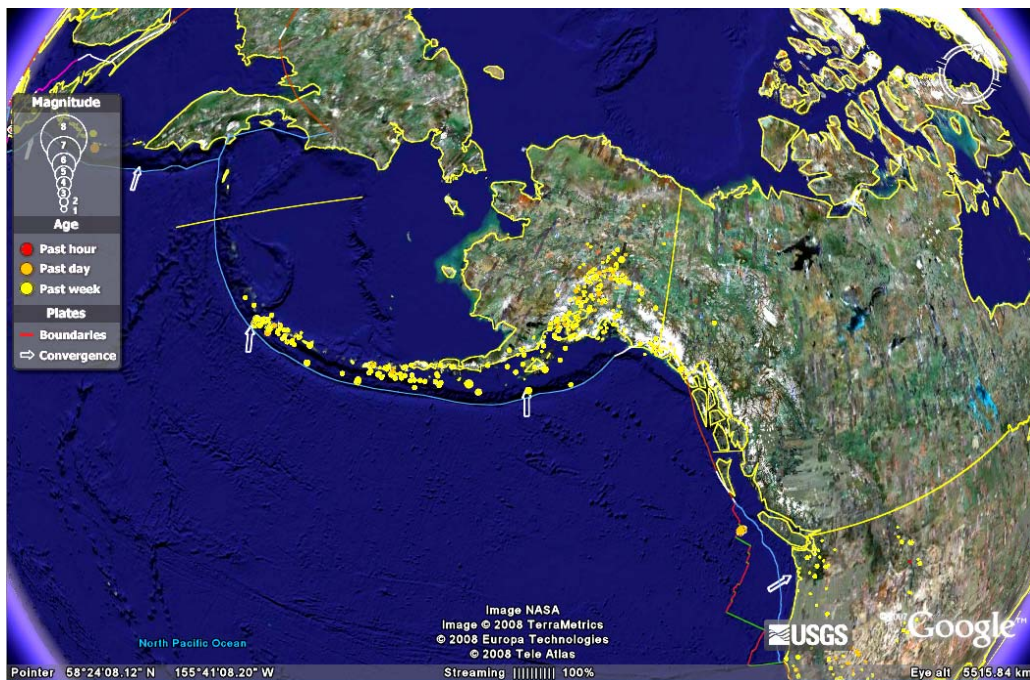 Magnitude
8
7
6
5
4
3
2
1
Age
Past hour
Past day
Past week
Plates
Boundaries
Convergence
N
Image NASA
Image © 2008 TerraMetrics
© 2008 Europa Technologies
© 2008 Tele Atlas
North Pacific Ocean
USGS
Google™
Pointer 58°24'08.12" N 155°41'08.20" W
Streaming |||||||||| 100%
Eye alt 5515.84 km